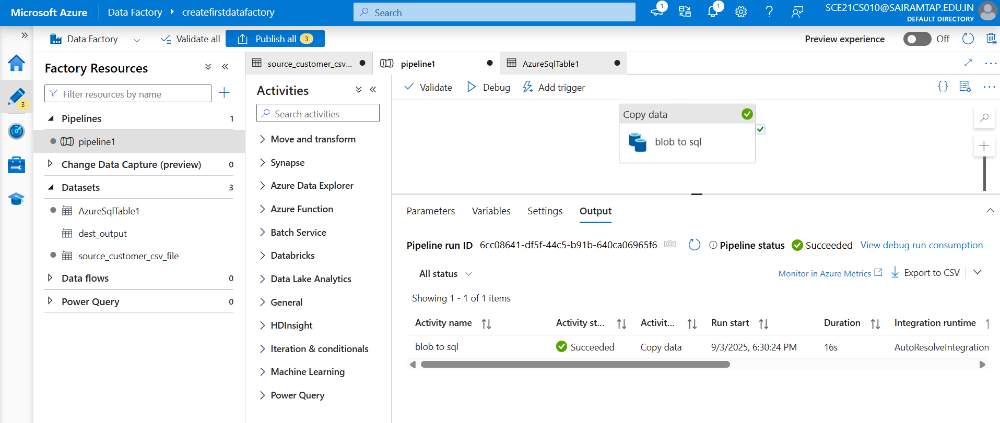 Microsoft Azure
Data Factory
createfirstdatafactory
Search
1
1
SCE21CS010@SAIRAMTAP.EDU.IN
DEFAULT DIRECTORY
Data Factory
Validate all
Publish all 3
Preview experience
Off
3
Factory Resources
Filter resources by name
Pipelines 1
pipeline1
Change Data Capture (preview) 0
Datasets 3
AzureSqlTable1
dest_output
source_customer_csv_file
Data flows 0
Power Query 0
source_customer_csv...
pipeline1
AzureSqlTable1
Activities
Search activities
Move and transform
Synapse
Azure Data Explorer
Azure Function
Batch Service
Databricks
Data Lake Analytics
General
HDInsight
Iteration & conditionals
Machine Learning
Power Query
Validate
Debug
Add trigger
{}
Copy data
blob to sql
Parameters
Variables
Settings
Output
Pipeline run ID 6cc08641-df5f-44c5-b91b-640ca06965f6 [@] Pipeline status Succeeded View debug run consumption
All status
Monitor in Azure Metrics
Export to CSV
Showing 1 - 1 of 1 items
Activity name Activity st... Activit... Run start Duration Integration runtime
blob to sql Succeeded Copy data 9/3/2025, 6:30:24 PM 16s AutoResolveIntegration